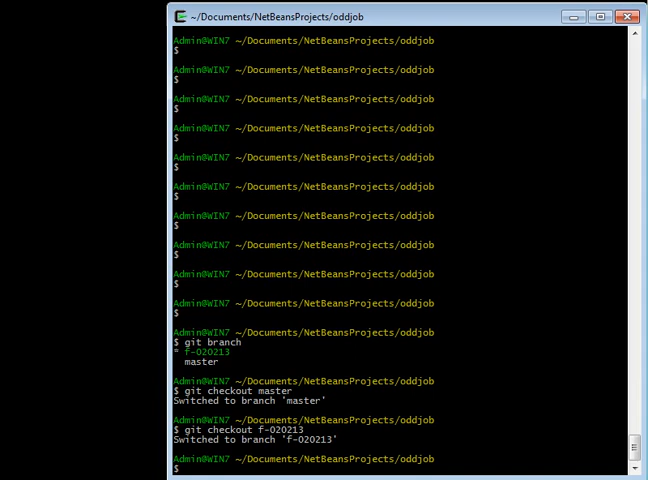 ~/Documents/NetBeansProjects/oddjob
Admin@WIN7 ~/Documents/NetBeansProjects/oddjob
$
Admin@WIN7 ~/Documents/NetBeansProjects/oddjob
$
Admin@WIN7 ~/Documents/NetBeansProjects/oddjob
$
Admin@WIN7 ~/Documents/NetBeansProjects/oddjob
$
Admin@WIN7 ~/Documents/NetBeansProjects/oddjob
$
Admin@WIN7 ~/Documents/NetBeansProjects/oddjob
$
Admin@WIN7 ~/Documents/NetBeansProjects/oddjob
$
Admin@WIN7 ~/Documents/NetBeansProjects/oddjob
$
Admin@WIN7 ~/Documents/NetBeansProjects/oddjob
$
Admin@WIN7 ~/Documents/NetBeansProjects/oddjob
$
Admin@WIN7 ~/Documents/NetBeansProjects/oddjob
$ git branch
* f-020213
  master
Admin@WIN7 ~/Documents/NetBeansProjects/oddjob
$ git checkout master
Switched to branch 'master'
Admin@WIN7 ~/Documents/NetBeansProjects/oddjob
$ git checkout f-020213
Switched to branch 'f-020213'
Admin@WIN7 ~/Documents/NetBeansProjects/oddjob
$